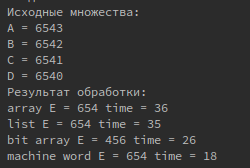 Исходные множества:
A = 6543
B = 6542
C = 6541
D = 6540
Результат обработки:
array E = 654 time = 36
list E = 654 time = 35
bit array E = 456 time = 26
machine word E = 654 time = 18